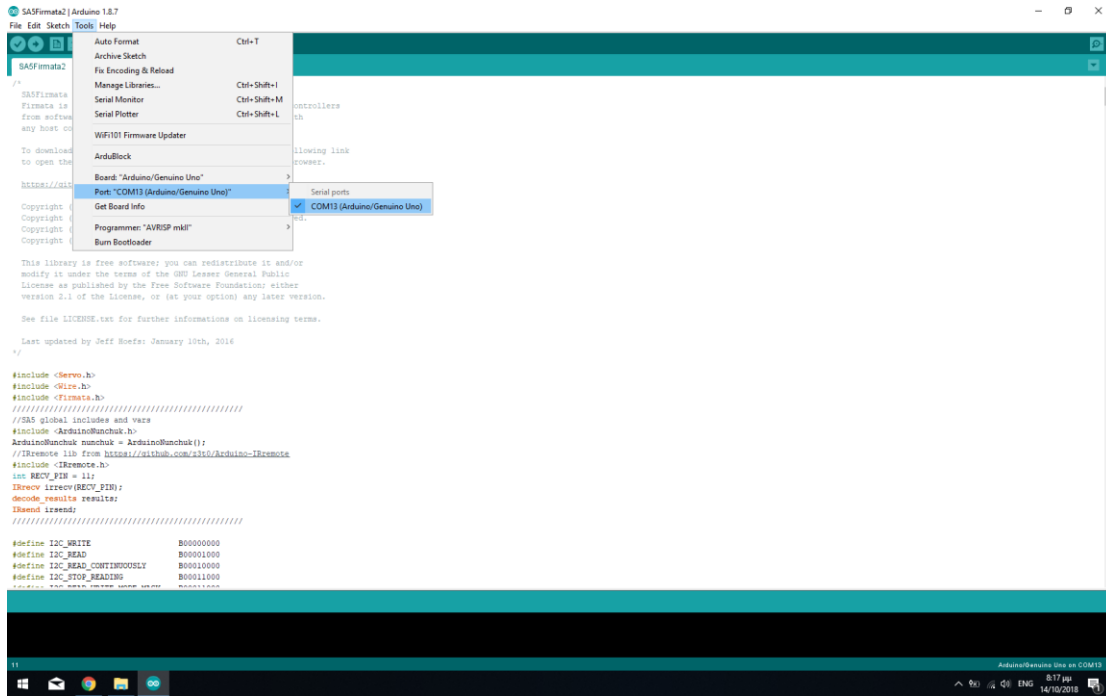 SA5Firmata2 | Arduino 1.8.7
File Edit Sketch Tools Help
SA5Firmata2
Auto Format Ctrl+T
Archive Sketch
Fix Encoding & Reload
Manage Libraries... Ctrl+Shift+I
Serial Monitor Ctrl+Shift+M
Serial Plotter Ctrl+Shift+L
WiFi101 Firmware Updater
ArduBlock
Board: "Arduino/Genuino Uno"
Port: "COM13 (Arduino/Genuino Uno)"
Get Board Info
Programmer: "AVRISP mkII"
Burn Bootloader
Serial ports
COM13 (Arduino/Genuino Uno)
/*
SA5Firmata
Firmata is ontrollers
from softwa th
any host co
To download llowing link
to open the rowser.
https://git
Copyright (
Copyright ( ed.
Copyright (
Copyright (
This library is free software; you can redistribute it and/or
modify it under the terms of the GNU Lesser General Public
License as published by the Free Software Foundation; either
version 2.1 of the License, or (at your option) any later version.
See file LICENSE.txt for further informations on licensing terms.
Last updated by Jeff Hoefs: January 10th, 2016
*/
#include <Servo.h>
#include <Wire.h>
#include <Firmata.h>
//////////////////////////////////////////////////
//SA5 global includes and vars
#include <ArduinoNunchuk.h>
ArduinoNunchuk nunchuk = ArduinoNunchuk();
//IRremote lib from https://github.com/z3t0/Arduino-IRremote
#include <IRremote.h>
int RECV_PIN = 11;
IRrecv irrecv(RECV_PIN);
decode_results results;
IRsend irsend;
//////////////////////////////////////////////////
#define I2C_WRITE B00000000
#define I2C_READ B00001000
#define I2C_READ_CONTINUOUSLY B00010000
#define I2C_STOP_READING B00011000
11
Arduino/Genuino Uno on COM13
ENG
8:17 μμ
14/10/2018